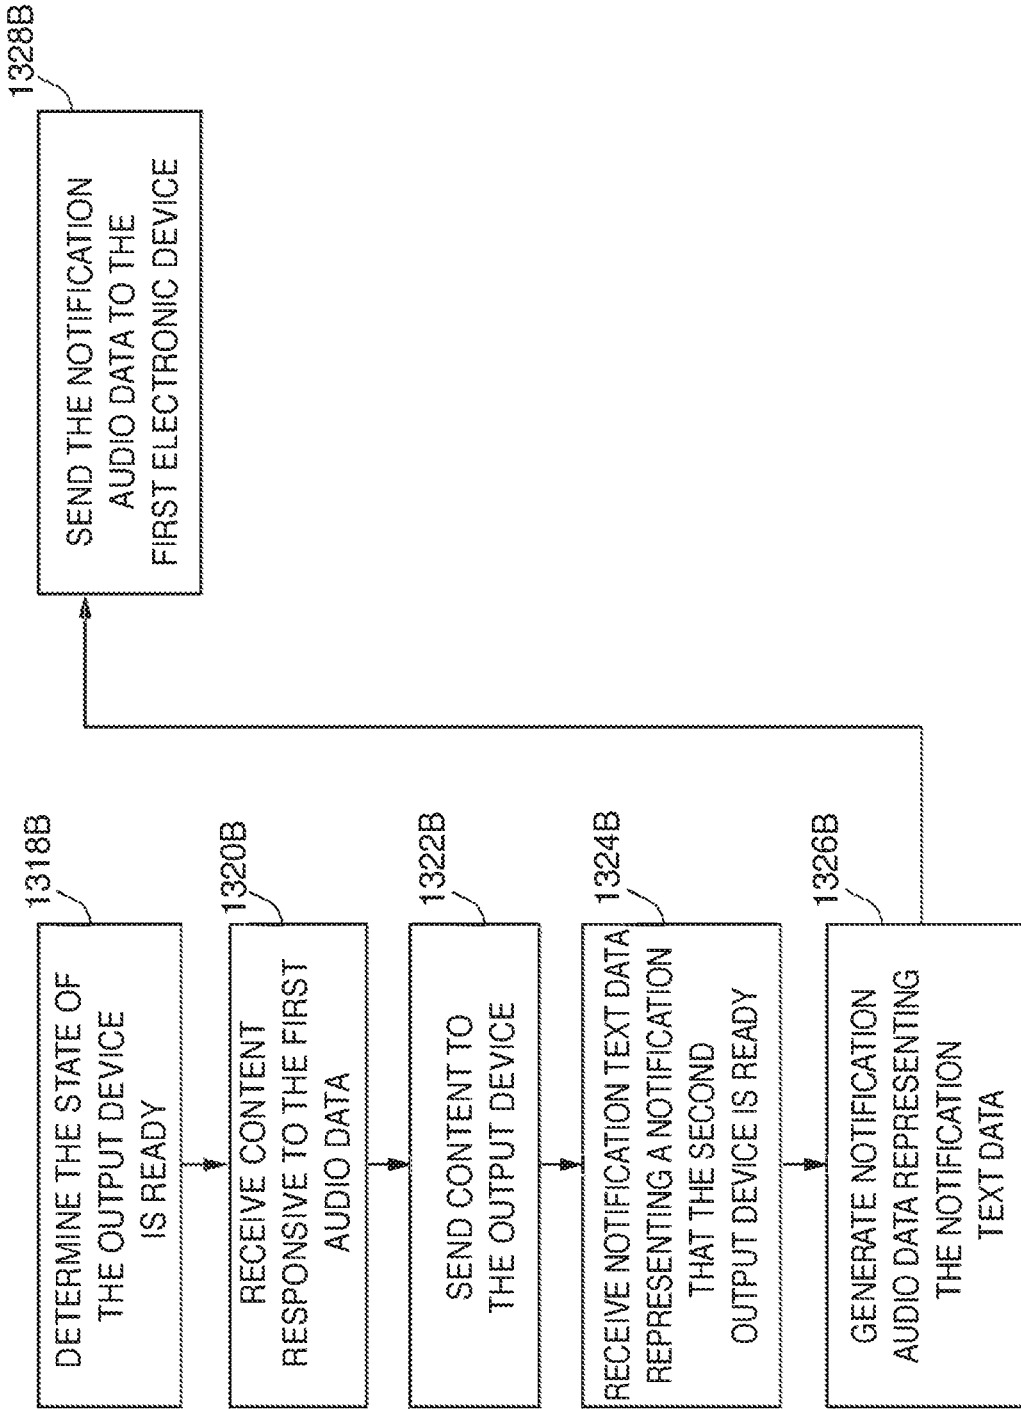 1318B
DETERMINE THE STATE OF
THE OUTPUT DEVICE
IS READY
1320B
RECEIVE CONTENT
RESPONSIVE TO THE FIRST
AUDIO DATA
1322B
SEND CONTENT TO
THE OUTPUT DEVICE
1324B
RECEIVE NOTIFICATION TEXT DATA
REPRESENTING A NOTIFICATION
THAT THE SECOND
OUTPUT DEVICE IS READY
1326B
GENERATE NOTIFICATION
AUDIO DATA REPRESENTING
THE NOTIFICATION
TEXT DATA
1328B
SEND THE NOTIFICATION
AUDIO DATA TO THE
FIRST ELECTRONIC DEVICE